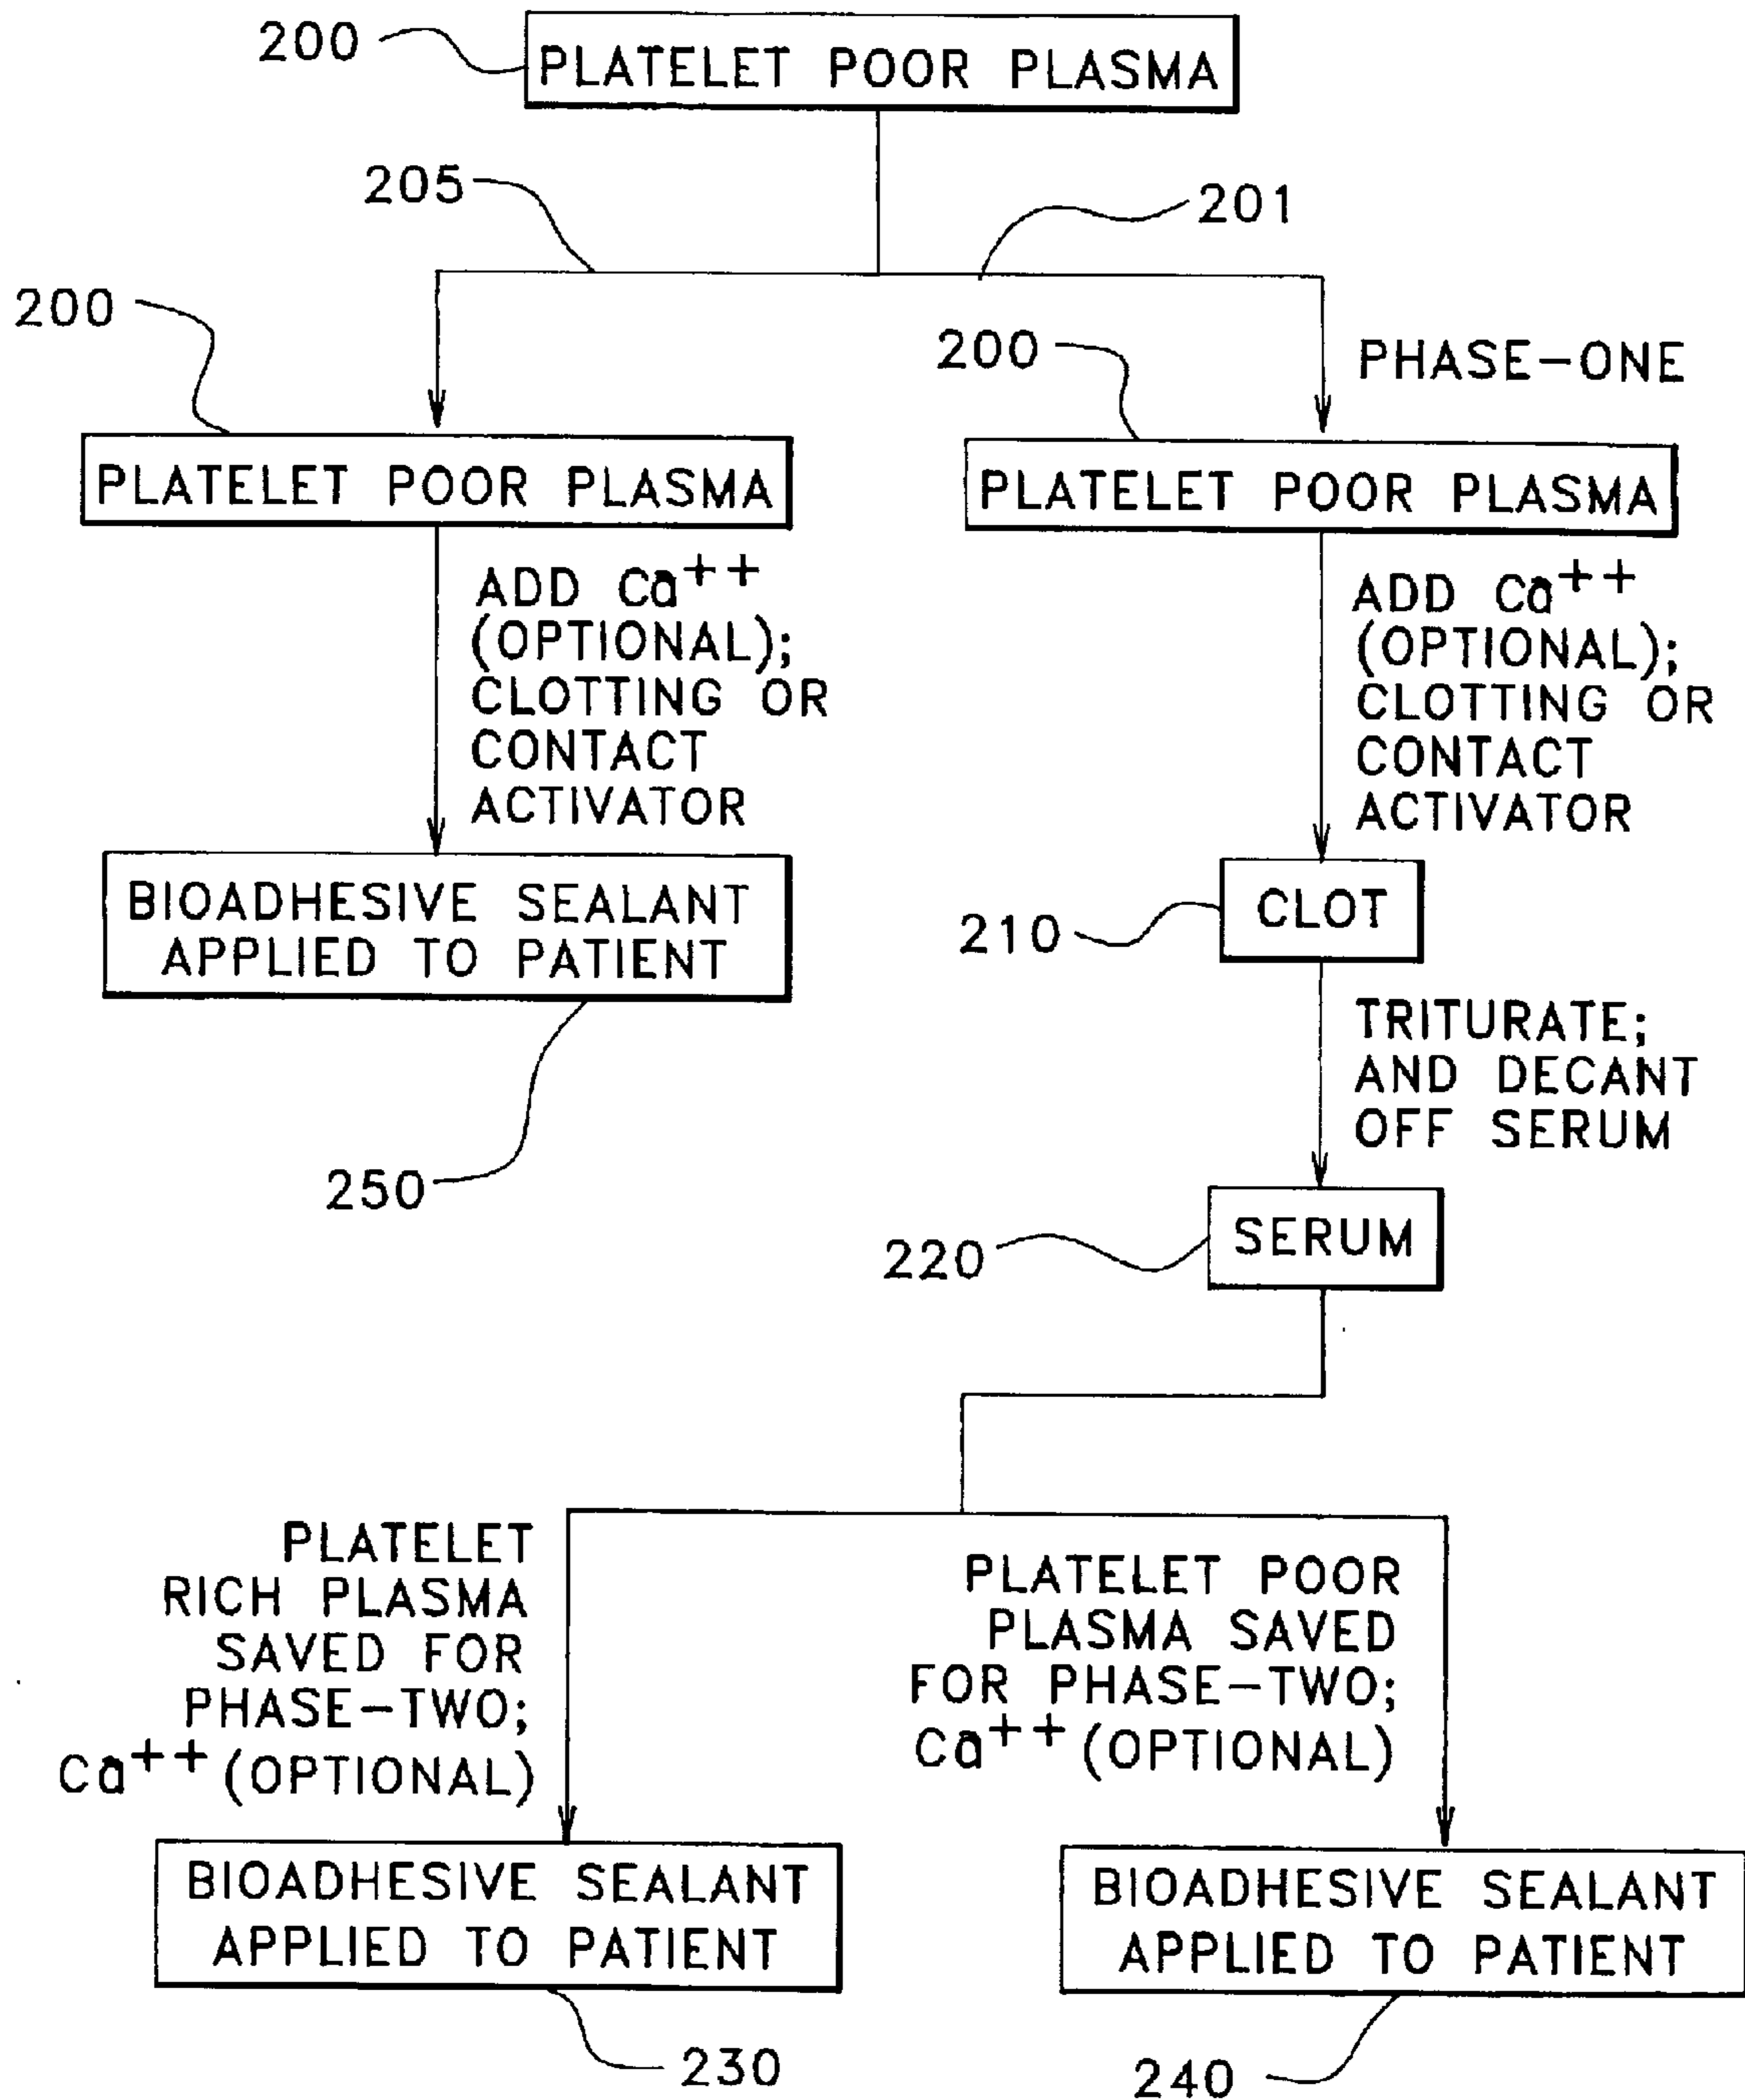 200
PLATELET POOR PLASMA
205
201
200
200
PHASE-ONE
PLATELET POOR PLASMA
PLATELET POOR PLASMA
ADD Ca++
(OPTIONAL);
CLOTTING OR
CONTACT
ACTIVATOR
ADD Ca++
(OPTIONAL);
CLOTTING OR
CONTACT
ACTIVATOR
BIOADHESIVE SEALANT
APPLIED TO PATIENT
250
CLOT
210
TRITURATE;
AND DECANT
OFF SERUM
SERUM
220
PLATELET
RICH PLASMA
SAVED FOR
PHASE-TWO;
Ca++ (OPTIONAL)
PLATELET POOR
PLASMA SAVED
FOR PHASE-TWO;
Ca++ (OPTIONAL)
BIOADHESIVE SEALANT
APPLIED TO PATIENT
230
BIOADHESIVE SEALANT
APPLIED TO PATIENT
240